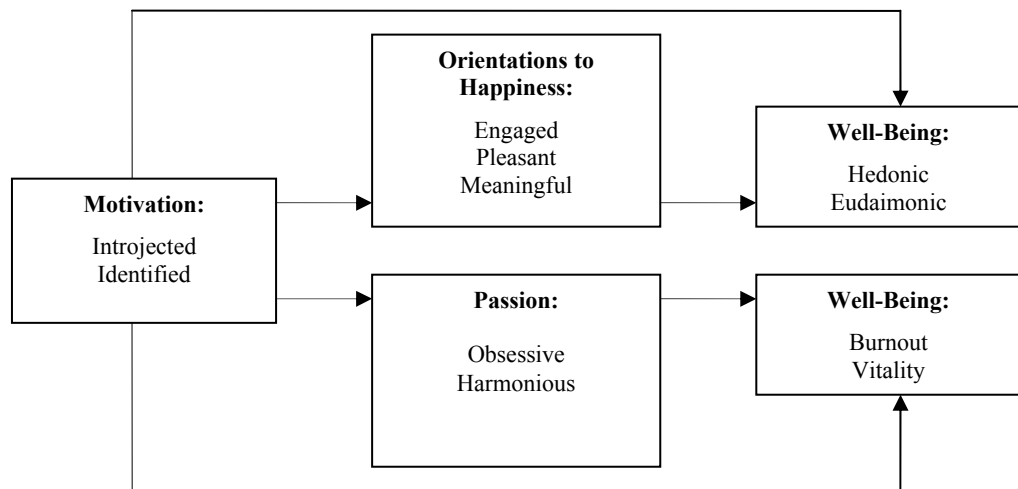 Orientations to
Happiness:
Engaged
Pleasant
Meaningful
Well-Being:
Hedonic
Eudaimonic
Motivation:
Introjected
Identified
Passion:
Obsessive
Harmonious
Well-Being:
Burnout
Vitality